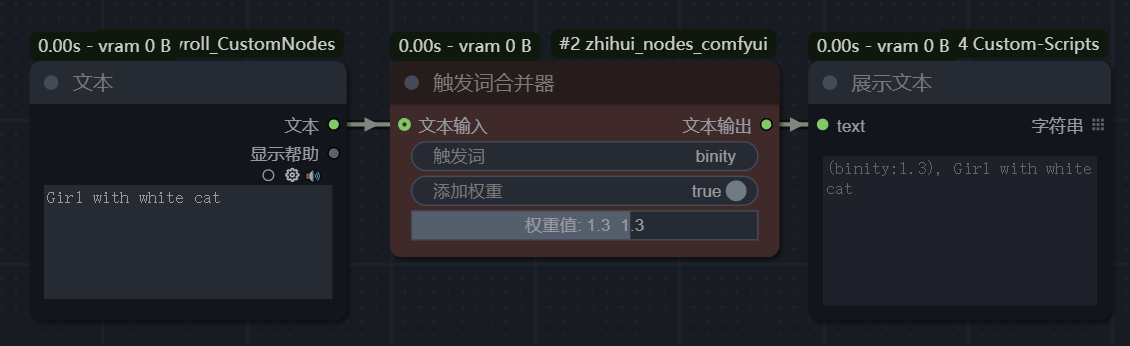 0.00s - vram 0 B roll_CustomNodes
0.00s - vram 0 B #2 zhihui_nodes_comfyui
0.00s - vram 0 B 4 Custom-Scripts
文本
触发词合并器
展示文本
文本
文本输入 文本输出
text 字符串
显示帮助
触发词 binity
添加权重 true
权重值: 1.3 1.3
Girl with white cat
(binity:1.3), Girl with white
cat